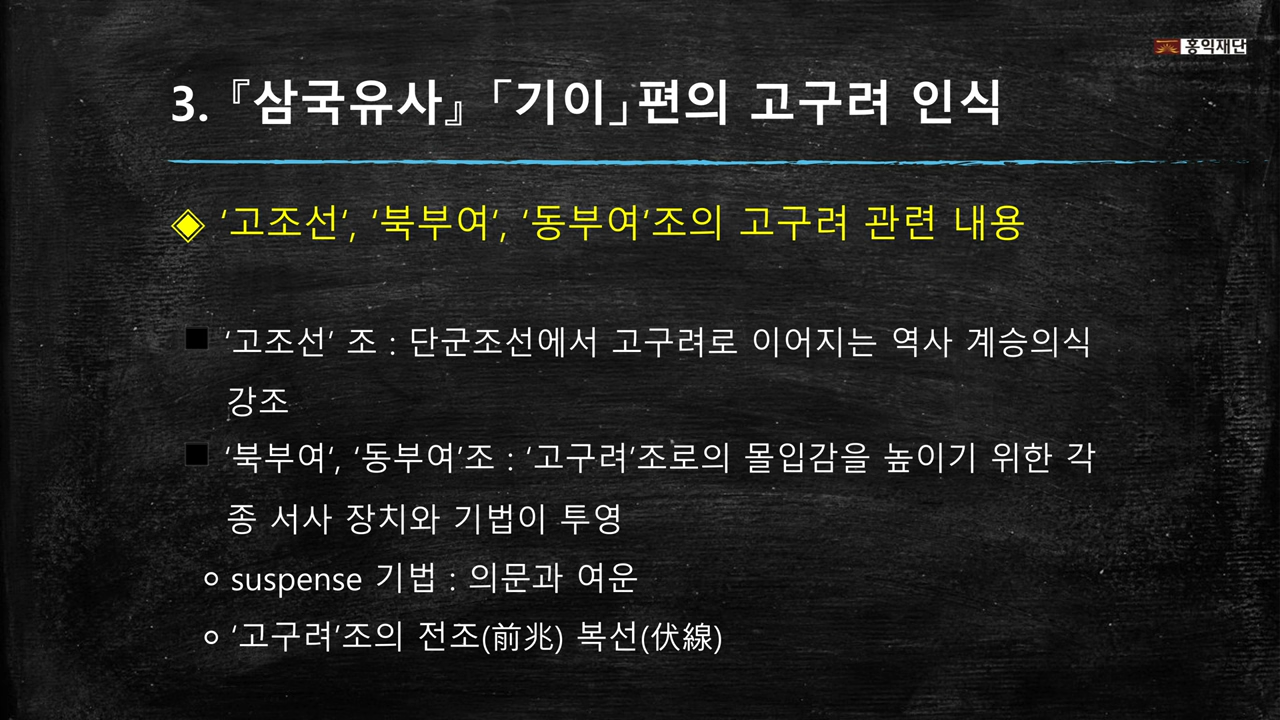 홍익재단
3. 『삼국유사』「기이」편의 고구려 인식
◈ ‘고조선‘, ‘북부여’, ‘동부여’조의 고구려 관련 내용
■ ‘고조선’ 조 : 단군조선에서 고구려로 이어지는 역사 계승의식
강조
■ ‘북부여‘, ‘동부여’조 : ‘고구려’조로의 몰입감을 높이기 위한 각
종 서사 장치와 기법이 투영
○ suspense 기법 : 의문과 여운
○ ‘고구려’조의 전조(前兆) 복선(伏線)